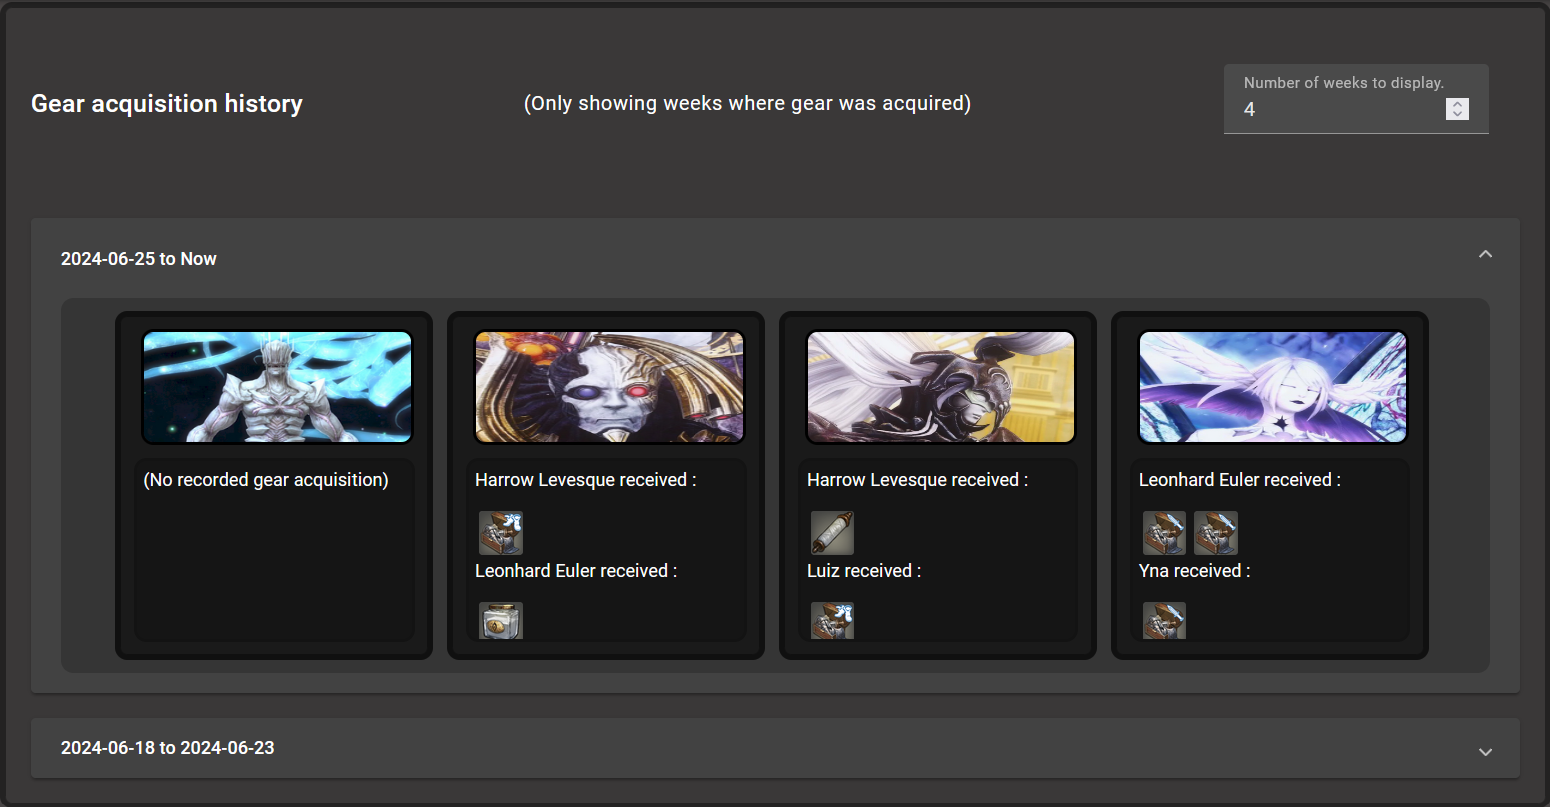 Gear acquisition history
(Only showing weeks where gear was acquired)
Number of weeks to display.
4
2024-06-25 to Now
(No recorded gear acquisition)
Harrow Levesque received :
Leonhard Euler received :
Harrow Levesque received :
Luiz received :
Leonhard Euler received :
Yna received :
2024-06-18 to 2024-06-23